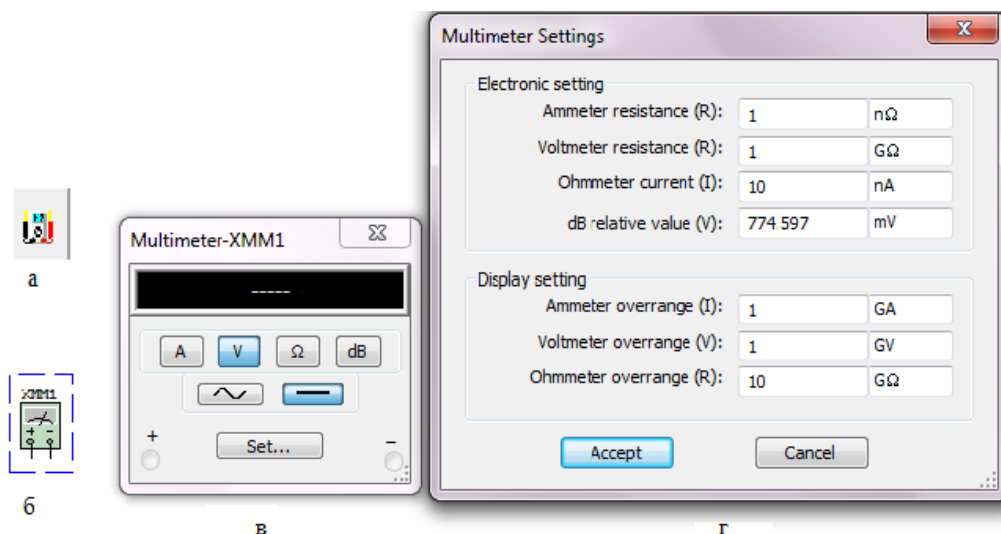 Multimeter Settings
X
Electronic setting
Ammeter resistance (R): 1 nΩ
Voltmeter resistance (R): 1 GΩ
Ohmmeter current (I): 10 nA
dB relative value (V): 774.597 mV
Display setting
Ammeter overrange (I): 1 GA
Voltmeter overrange (V): 1 GV
Ohmmeter overrange (R): 10 GΩ
Accept Cancel
а
Multimeter-XMM1
-----
A V Ω dB
+ Set... -
XMM1
+ -
б
в
г